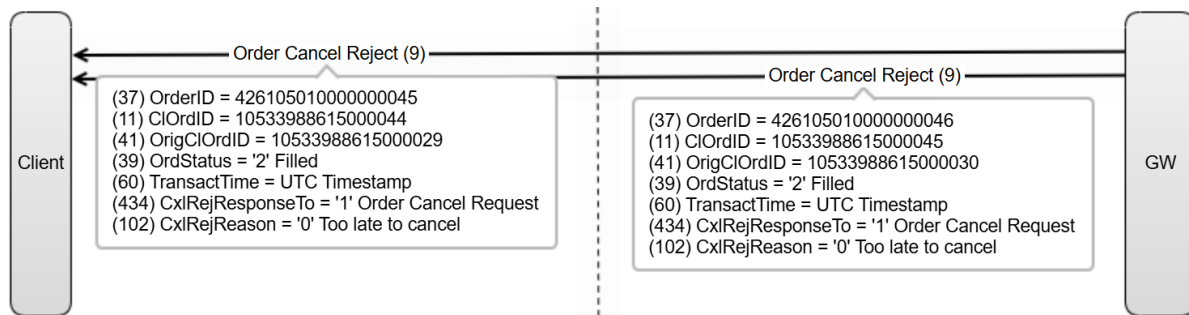 Order Cancel Reject (9)
Order Cancel Reject (9)
(37) OrderID = 426105010000000045
(11) ClOrdID = 10533988615000044
(41) OrigClOrdID = 10533988615000029
(39) OrdStatus = '2' Filled
(60) TransactTime = UTC Timestamp
(434) CxlRejResponseTo = '1' Order Cancel Request
(102) CxlRejReason = '0' Too late to cancel
(37) OrderID = 426105010000000046
(11) ClOrdID = 10533988615000045
(41) OrigClOrdID = 10533988615000030
(39) OrdStatus = '2' Filled
(60) TransactTime = UTC Timestamp
(434) CxlRejResponseTo = '1' Order Cancel Request
(102) CxlRejReason = '0' Too late to cancel
Client
GW